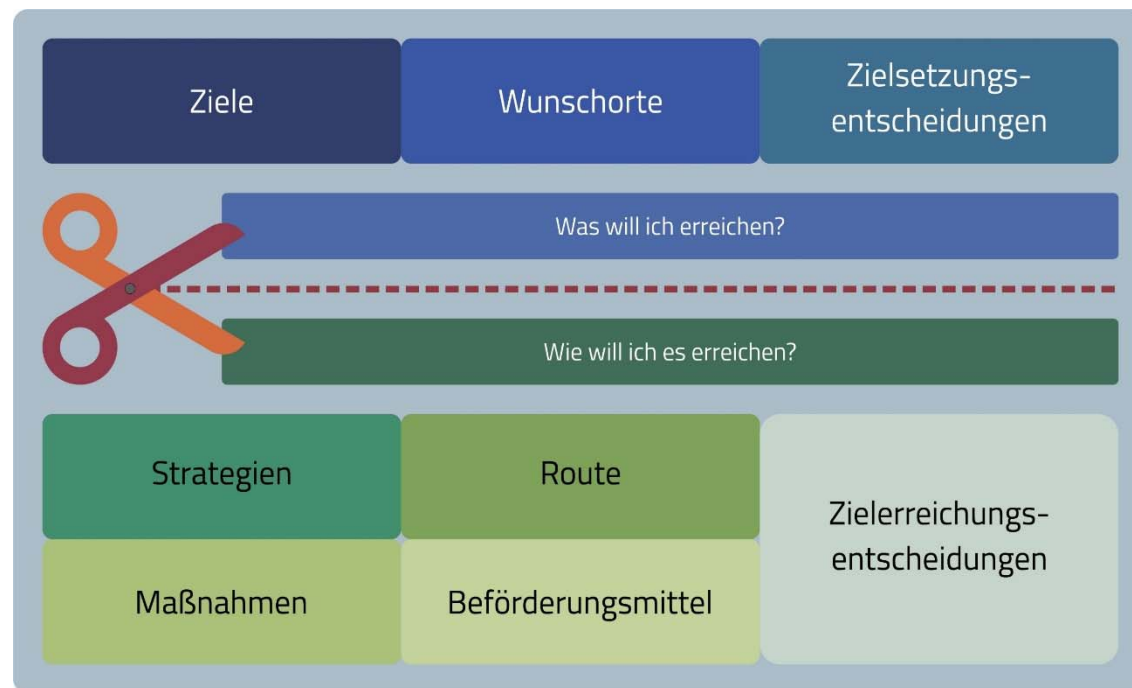 Ziele
Wunschorte
Zielsetzungs-
entscheidungen
Was will ich erreichen?
Wie will ich es erreichen?
Strategien
Route
Maßnahmen
Beförderungsmittel
Zielerreichungs-
entscheidungen